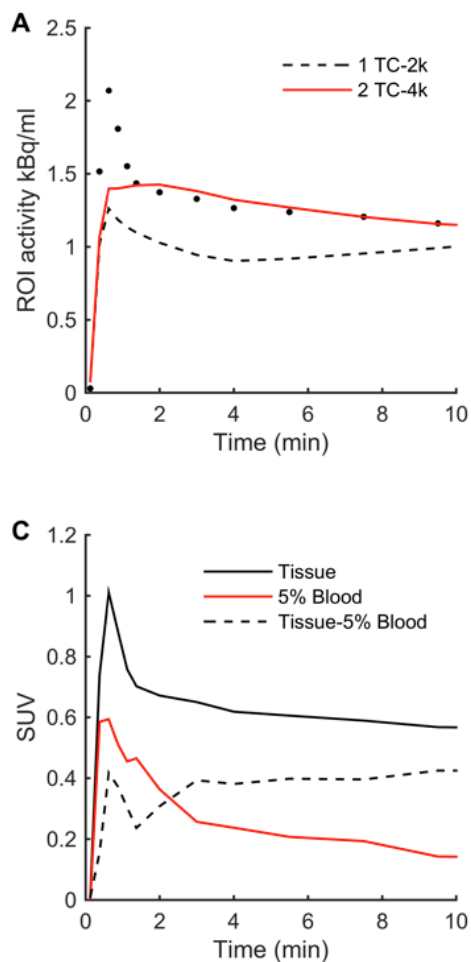 A
2.5
2
1.5
1
0.5
0
ROI activity kBq/ml
1 TC-2k
2 TC-4k
0 2 4 6 8 10
Time (min)
C
1.2
1
0.8
0.6
0.4
0.2
0
SUV
Tissue
5% Blood
Tissue-5% Blood
0 2 4 6 8 10
Time (min)